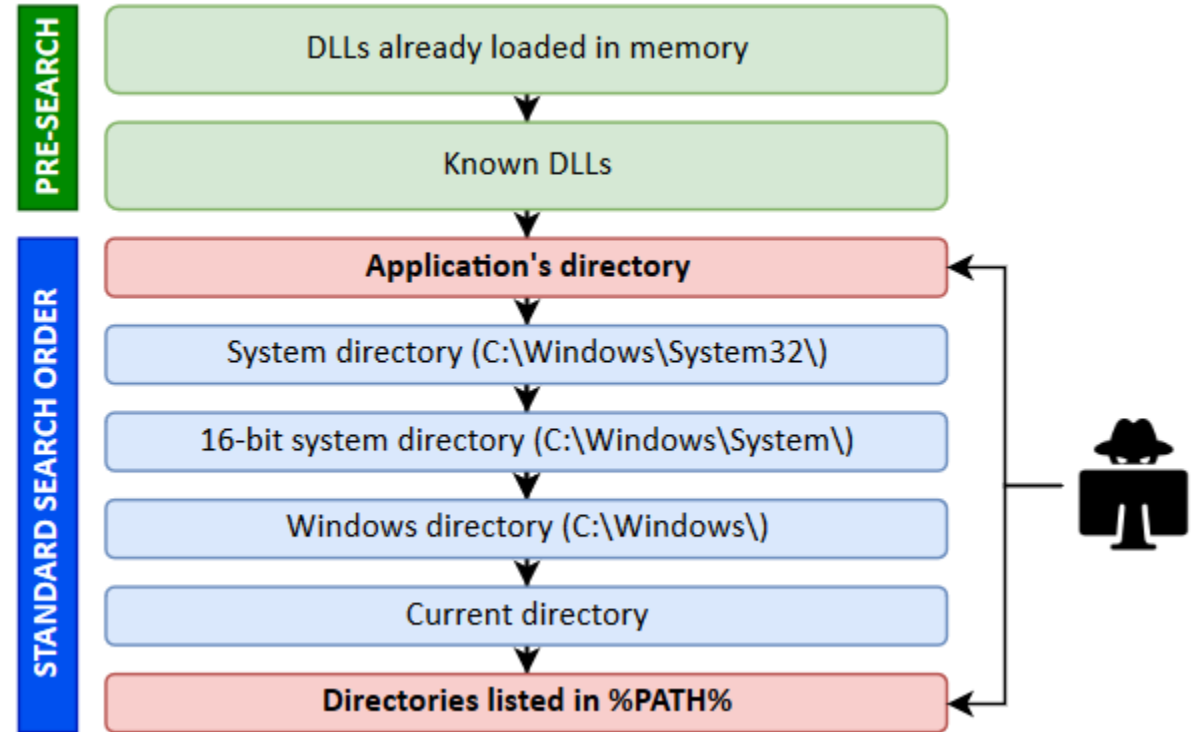 PRE-SEARCH
DLLs already loaded in memory
Known DLLs
STANDARD SEARCH ORDER
Application's directory
System directory (C:\Windows\System32\)
16-bit system directory (C:\Windows\System\)
Windows directory (C:\Windows\)
Current directory
Directories listed in %PATH%